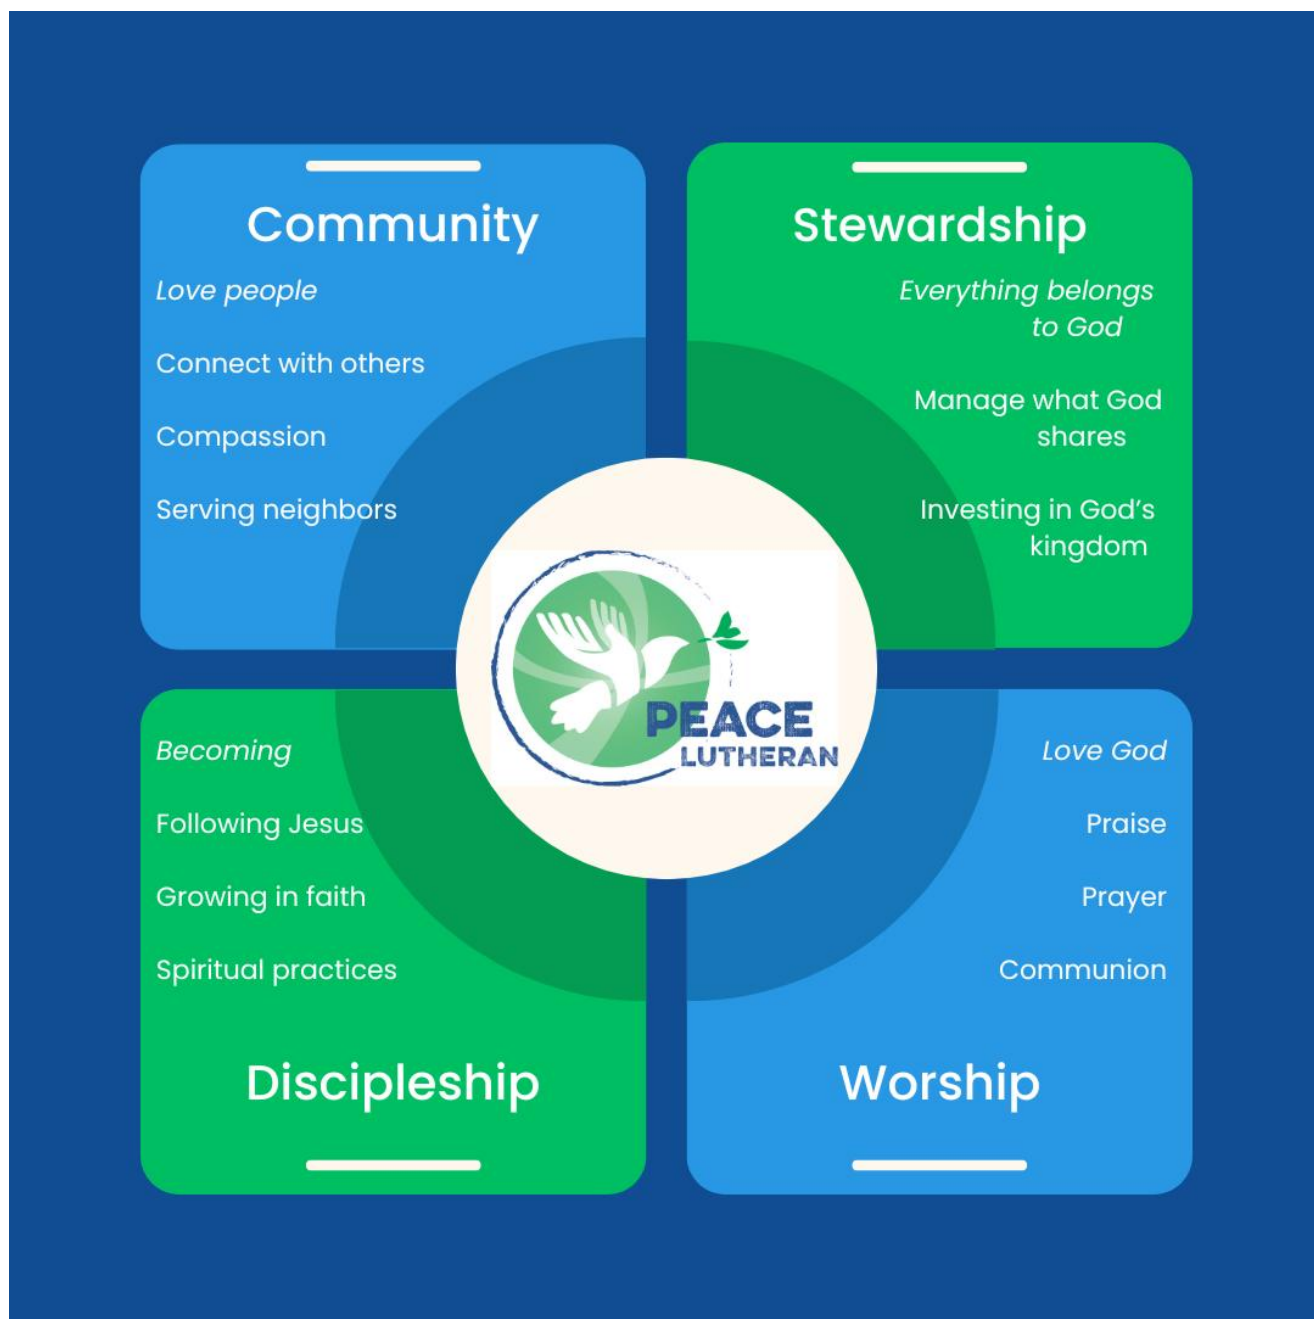 Community
Love people
Connect with others
Compassion
Serving neighbors
Stewardship
Everything belongs
to God
Manage what God
shares
Investing in God's
kingdom
PEACE
LUTHERAN
Becoming
Following Jesus
Growing in faith
Spiritual practices
Discipleship
Love God
Praise
Prayer
Communion
Worship